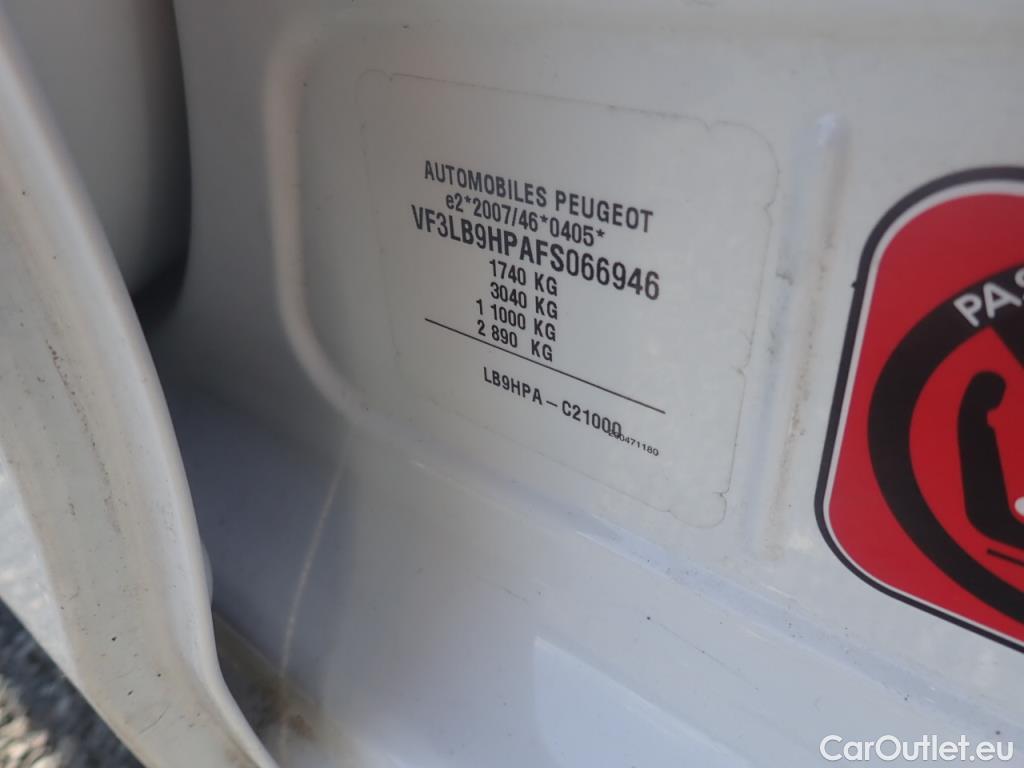 AUTOMOBILES PEUGEOT
e2*2007/46*0405*
VF3LB9HPAFS066946
1740 KG
3040 KG
1 1000 KG
2 890 KG
LB9HPA-C21000
PAS
CarOutlet.eu